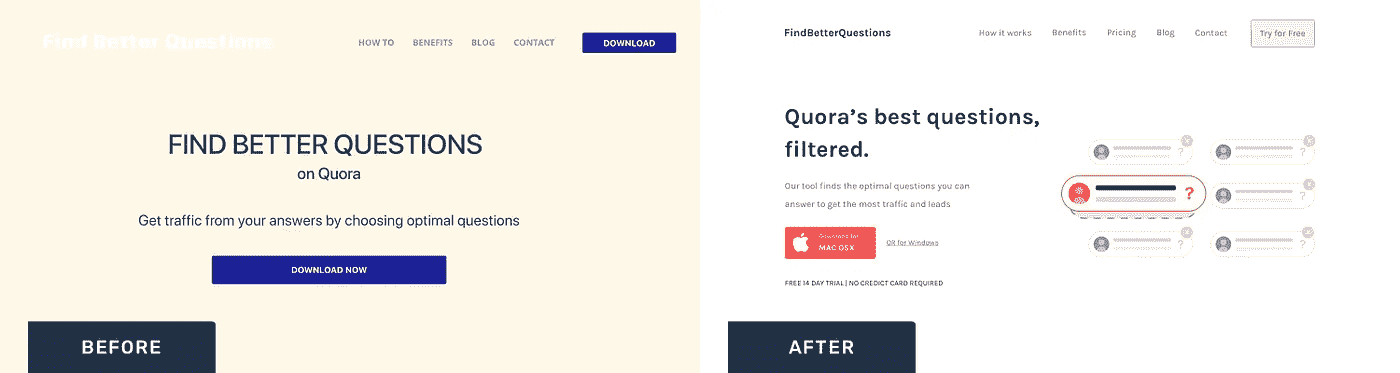 Find Better Questions
HOW TO BENEFITS BLOG CONTACT DOWNLOAD
FIND BETTER QUESTIONS
on Quora
Get traffic from your answers by choosing optimal questions
DOWNLOAD NOW
BEFORE
FindBetterQuestions
How it works Benefits Pricing Blog Contact Try for Free
Quora’s best questions,
filtered.
Our tool finds the optimal questions you can
answer to get the most traffic and leads
Download for
MAC OSX
OR for Windows
FREE 14 DAY TRIAL | NO CREDICT CARD REQUIRED
?
?
?
?
?
AFTER